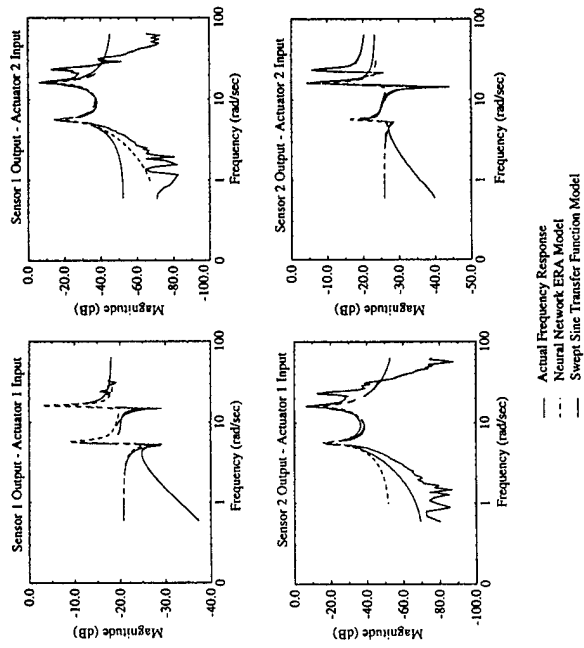 Sensor 1 Output - Actuator 1 Input
0.0
-10.0
-20.0
-30.0
-40.0
Magnitude (dB)
0
1
10
100
Frequency (rad/sec)
Sensor 1 Output - Actuator 2 Input
0.0
-20.0
-40.0
-60.0
-80.0
-100.0
Magnitude (dB)
0
1
10
100
Frequency (rad/sec)
Sensor 2 Output - Actuator 1 Input
0.0
-20.0
-40.0
-60.0
-80.0
-100.0
Magnitude (dB)
0
1
10
100
Frequency (rad/sec)
Sensor 2 Output - Actuator 2 Input
0.0
-10.0
-20.0
-30.0
-40.0
-50.0
Magnitude (dB)
0
1
10
100
Frequency (rad/sec)
Actual Frequency Response
Neural Network ERA Model
Swept Sine Transfer Function Model